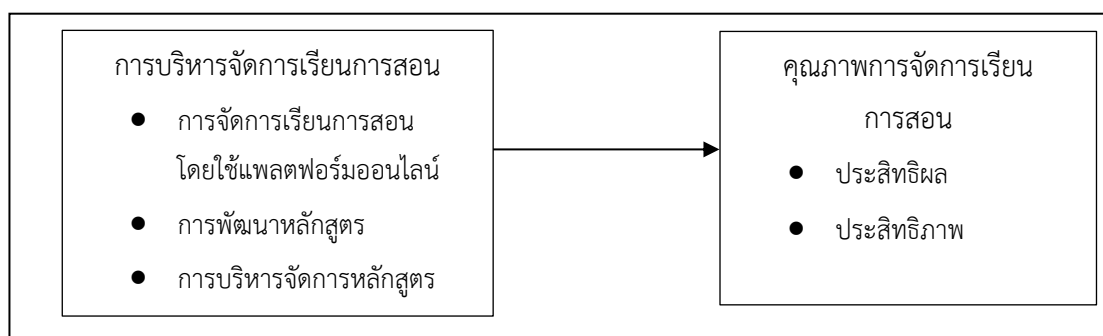 การบริหารจัดการเรียนการสอน
● การจัดการเรียนการสอน
โดยใช้แพลตฟอร์มออนไลน์
● การพัฒนาหลักสูตร
● การบริหารจัดการหลักสูตร
คุณภาพการจัดการเรียน
การสอน
● ประสิทธิผล
● ประสิทธิภาพ